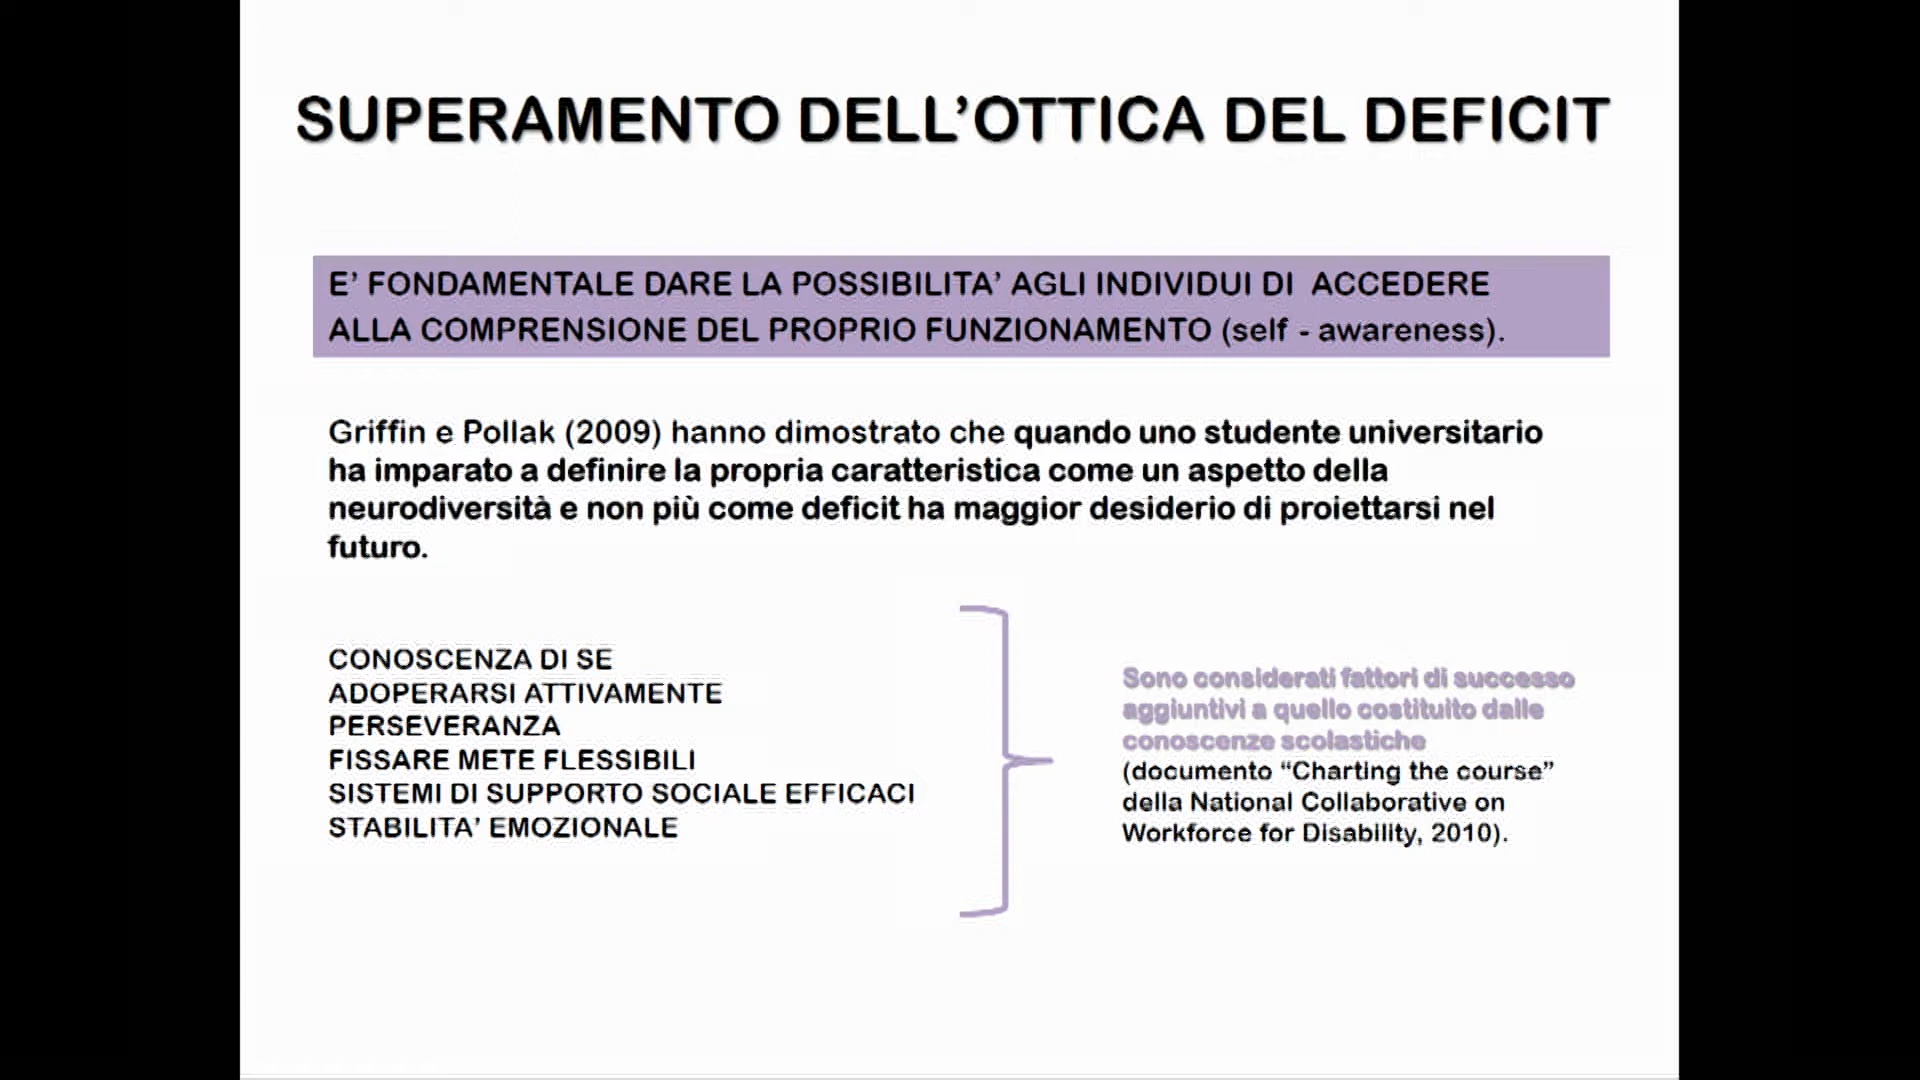 SUPERAMENTO DELL’OTTICA DEL DEFICIT
E’ FONDAMENTALE DARE LA POSSIBILITA’ AGLI INDIVIDUI DI ACCEDERE
ALLA COMPRENSIONE DEL PROPRIO FUNZIONAMENTO (self - awareness).
Griffin e Pollak (2009) hanno dimostrato che quando uno studente universitario
ha imparato a definire la propria caratteristica come un aspetto della
neurodiversità e non più come deficit ha maggior desiderio di proiettarsi nel
futuro.
CONOSCENZA DI SE
ADOPERARSI ATTIVAMENTE
PERSEVERANZA
FISSARE METE FLESSIBILI
SISTEMI DI SUPPORTO SOCIALE EFFICACI
STABILITA’ EMOZIONALE
Sono considerati fattori di successo
aggiuntivi a quello costituito dalle
conoscenze scolastiche
(documento “Charting the course”
della National Collaborative on
Workforce for Disability, 2010).